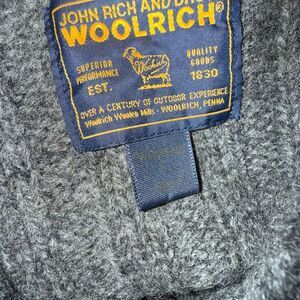 JOHN RICH AND BROS
WOOLRICH®
SUPERIOR PERFORMANCE
Woolrich
QUALITY GOODS
EST.
1830
OVER A CENTURY OF OUTDOOR EXPERIENCE
Woolrich Woolen Mills - WOOLRICH, PENNA